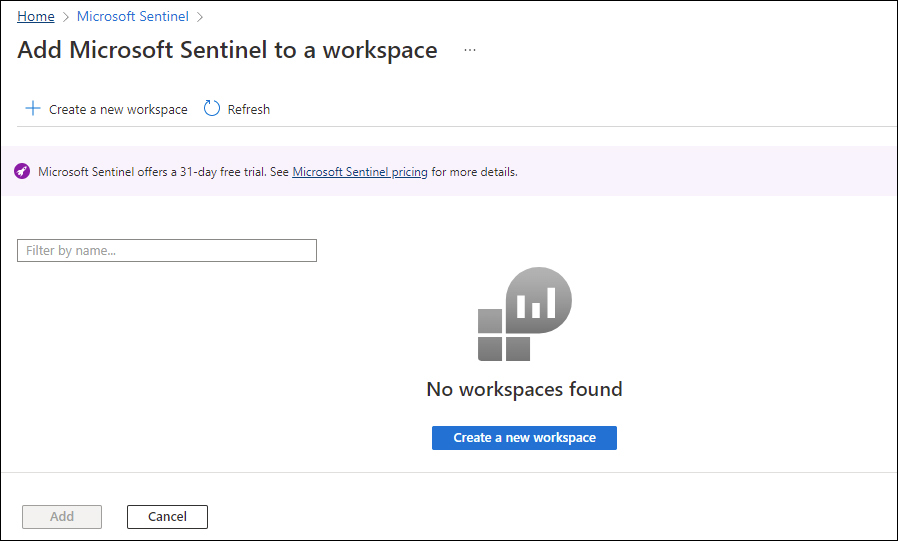 Home > Microsoft Sentinel >
Add Microsoft Sentinel to a workspace ...
+ Create a new workspace Refresh
Microsoft Sentinel offers a 31-day free trial. See Microsoft Sentinel pricing for more details.
Filter by name...
No workspaces found
Create a new workspace
Add Cancel